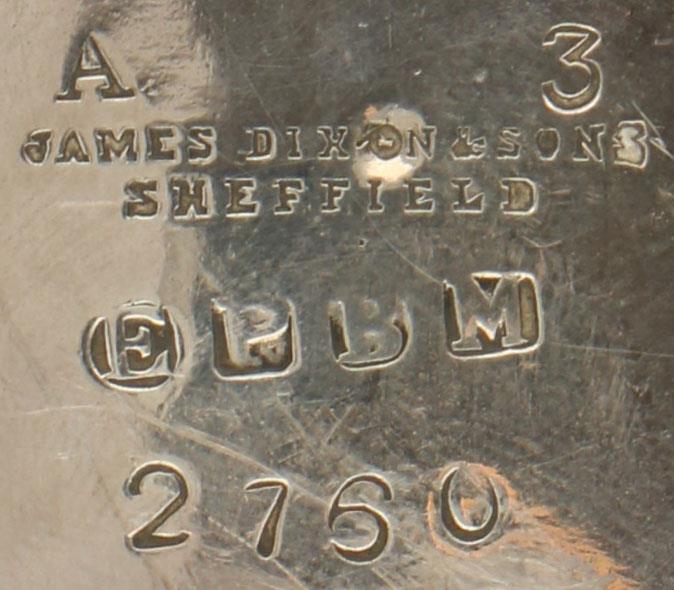 A 3
JAMES DIXON & SONS
SHEFFIELD
E P B M
2760